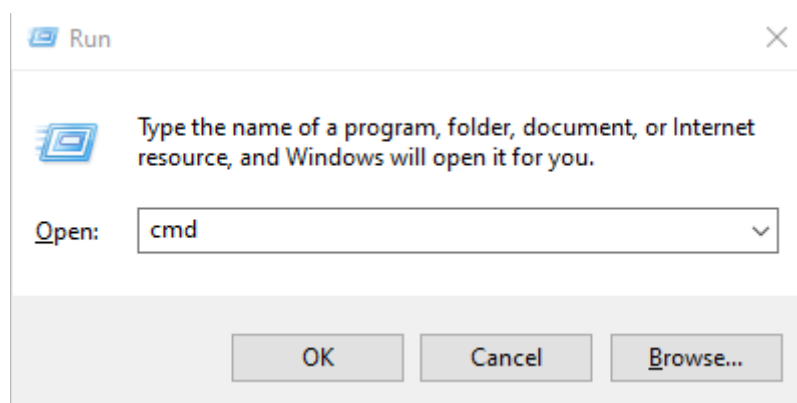 Run
Type the name of a program, folder, document, or Internet
resource, and Windows will open it for you.
Open: cmd
OK Cancel Browse...